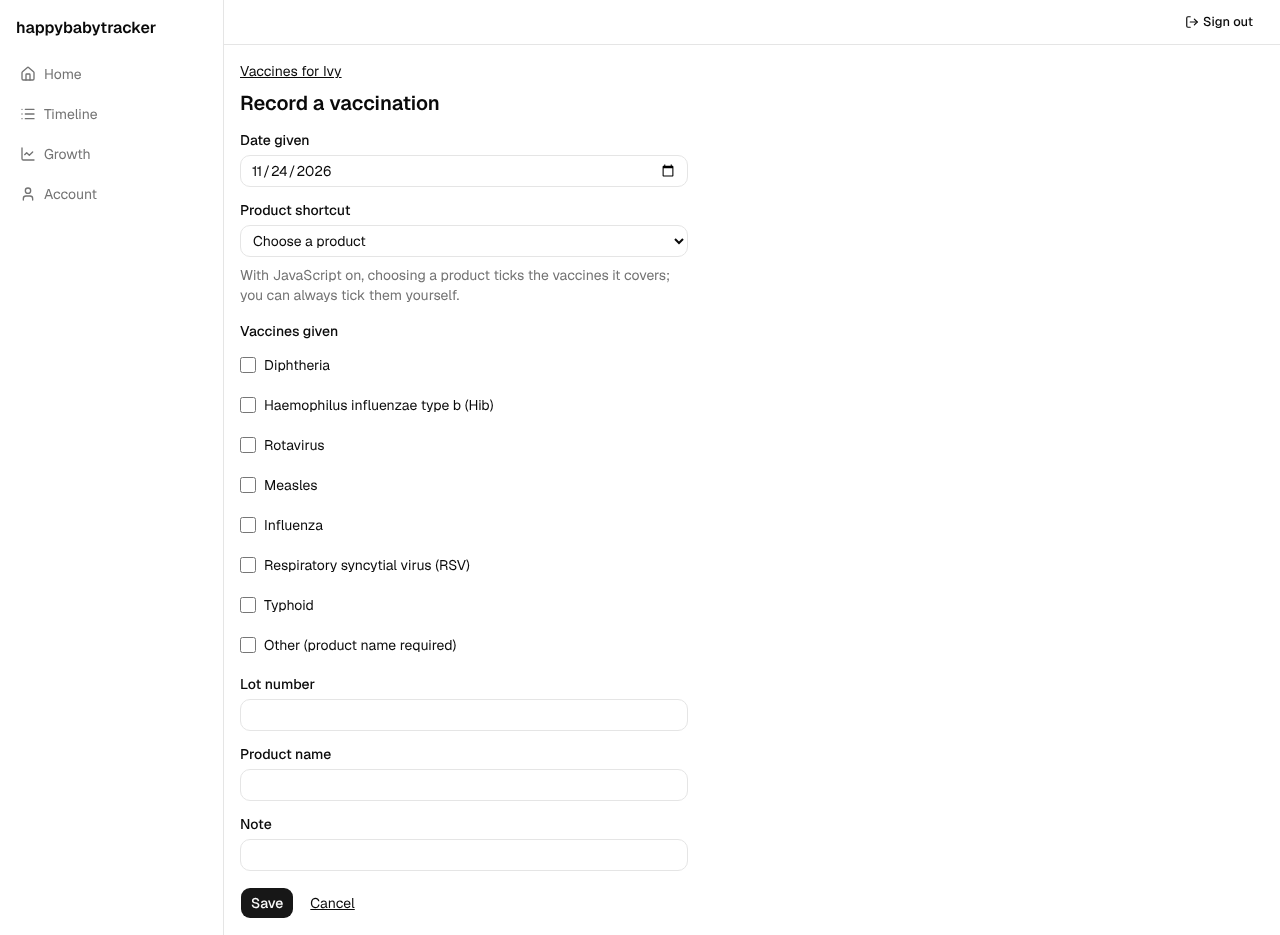 happybabytracker
Sign out
Home
Timeline
Growth
Account
Vaccines for Ivy
Record a vaccination
Date given
11/24/2026
Product shortcut
Choose a product
With JavaScript on, choosing a product ticks the vaccines it covers;
you can always tick them yourself.
Vaccines given
Diphtheria
Haemophilus influenzae type b (Hib)
Rotavirus
Measles
Influenza
Respiratory syncytial virus (RSV)
Typhoid
Other (product name required)
Lot number
Product name
Note
Save
Cancel